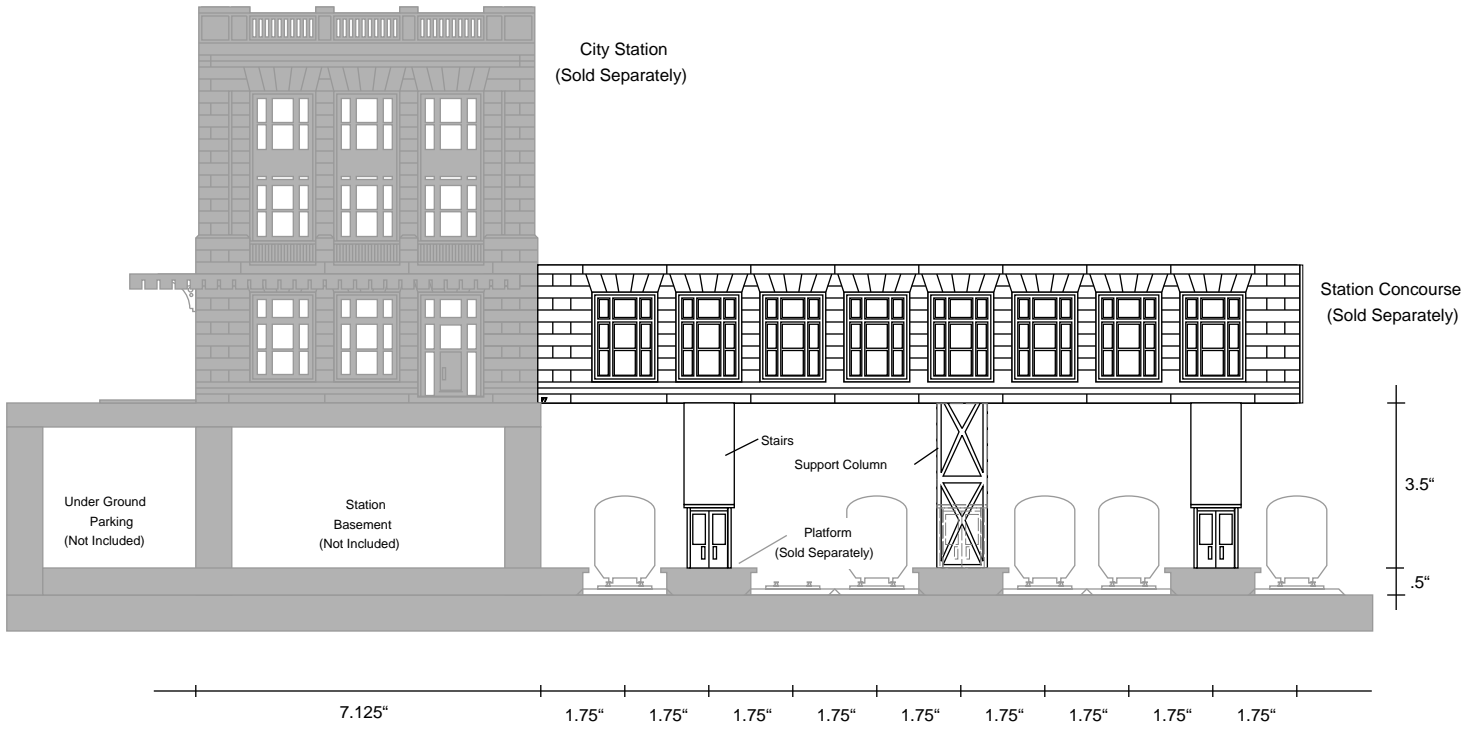 City Station
(Sold Separately)
Station Concourse
(Sold Separately)
Stairs
Support Column
3.5“
Under Ground
Parking
(Not Included)
Station
Basement
(Not Included)
Platform
(Sold Separately)
.5“
7.125“
1.75“
1.75“
1.75“
1.75“
1.75“
1.75“
1.75“
1.75“
1.75“